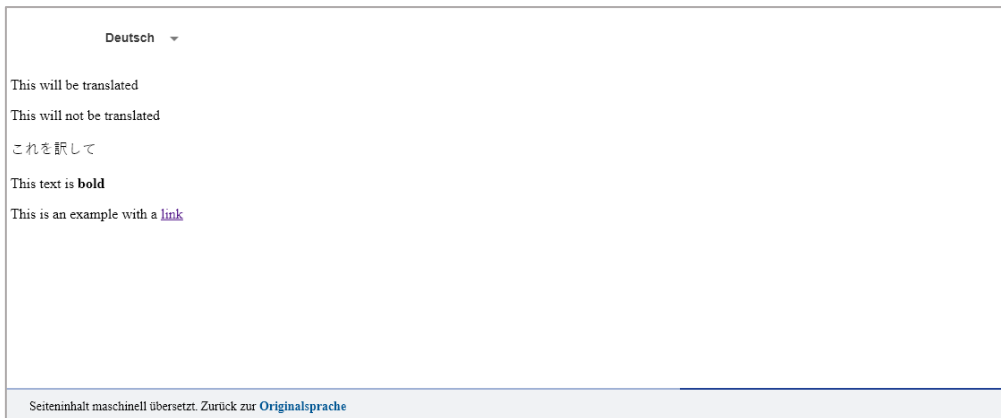 Deutsch
This will be translated
This will not be translated
これを訳して
This text is bold
This is an example with a link
Seiteninhalt maschinell übersetzt. Zurück zur Originalsprache